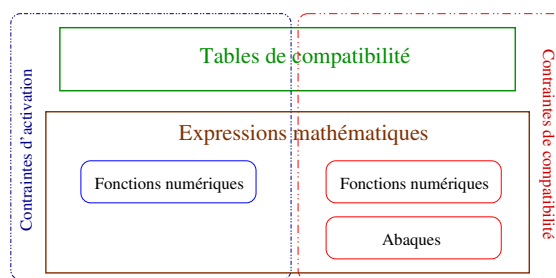 Tables de compatibilité
Contraintes d'activation
Contraintes de compatibilité
Expressions mathématiques
Fonctions numériques
Fonctions numériques
Abaques